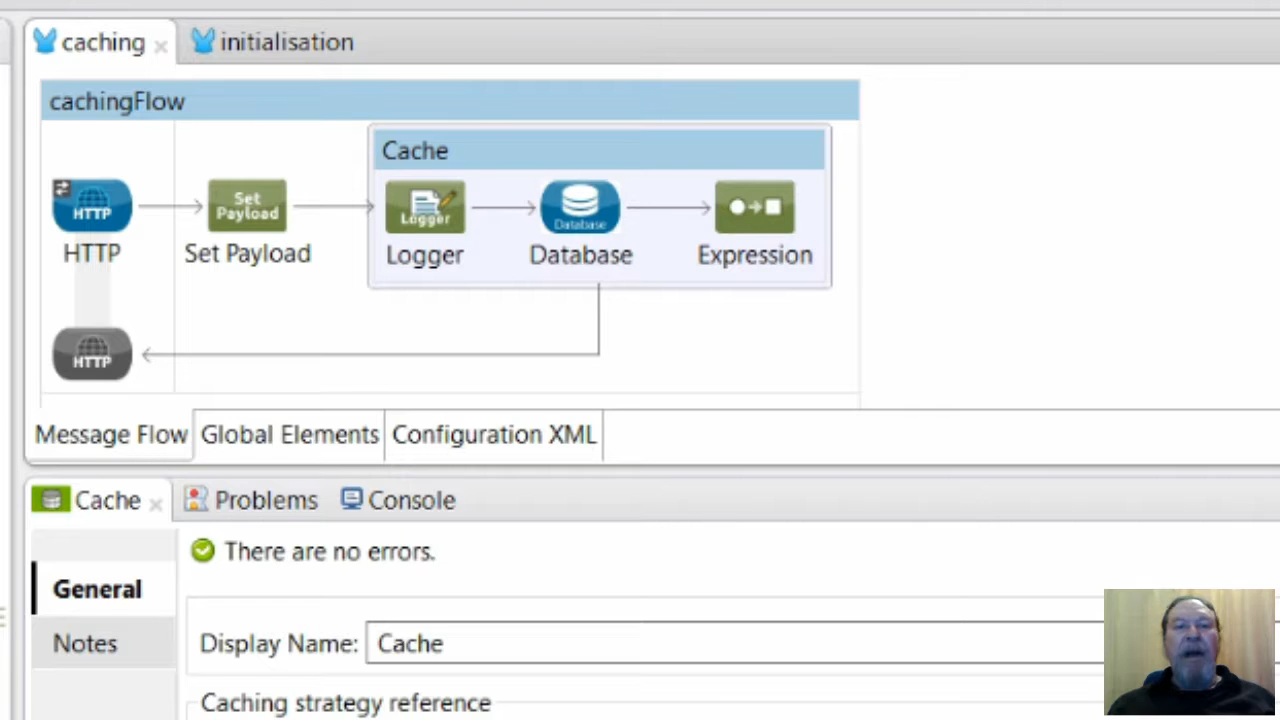 caching
initialisation
cachingFlow
Cache
HTTP
Set
Payload
Logger
Database
HTTP
Set Payload
Logger
Database
Expression
HTTP
Message Flow
Global Elements
Configuration XML
Cache
Problems
Console
There are no errors.
General
Notes
Display Name: Cache
Caching strategy reference